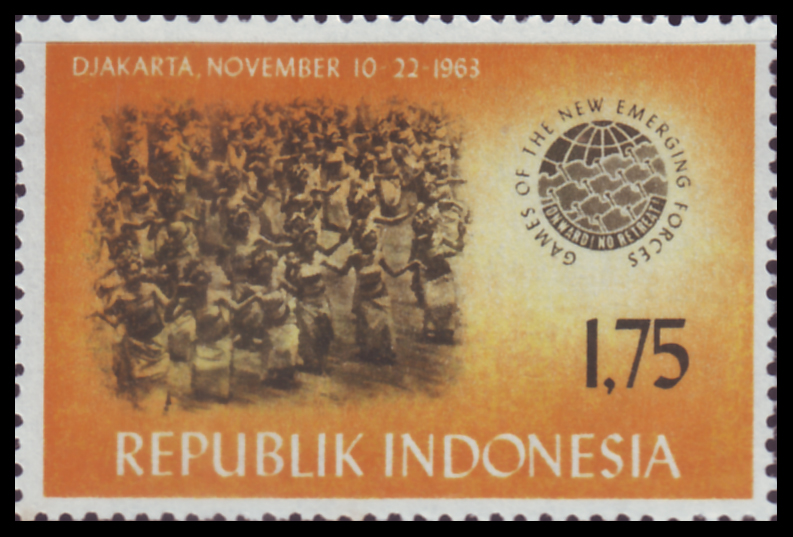 DJAKARTA, NOVEMBER 10-22-1963
GAMES OF THE NEW EMERGING FORCES
ONWARD! NO RETREAT
1,75
REPUBLIK INDONESIA